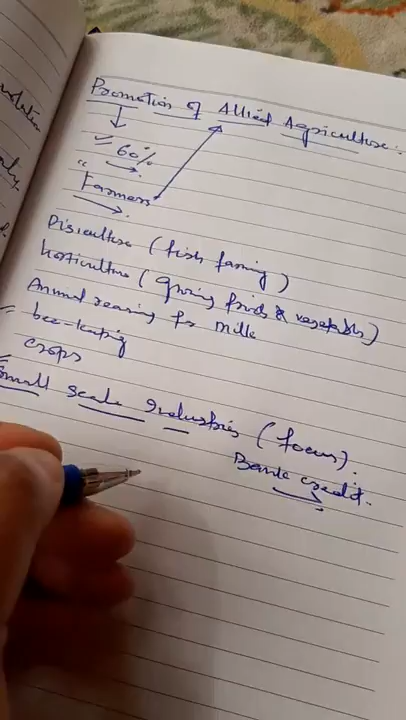 Promotion of Allied Agriculture:
60%
Farmers
Pisiculture (fish faming)
horticulture (Growing fruits & vegetables)
Animal rearing for milk
bee-keeping
crops
Small Scale Industries (focus).
Bank credit.